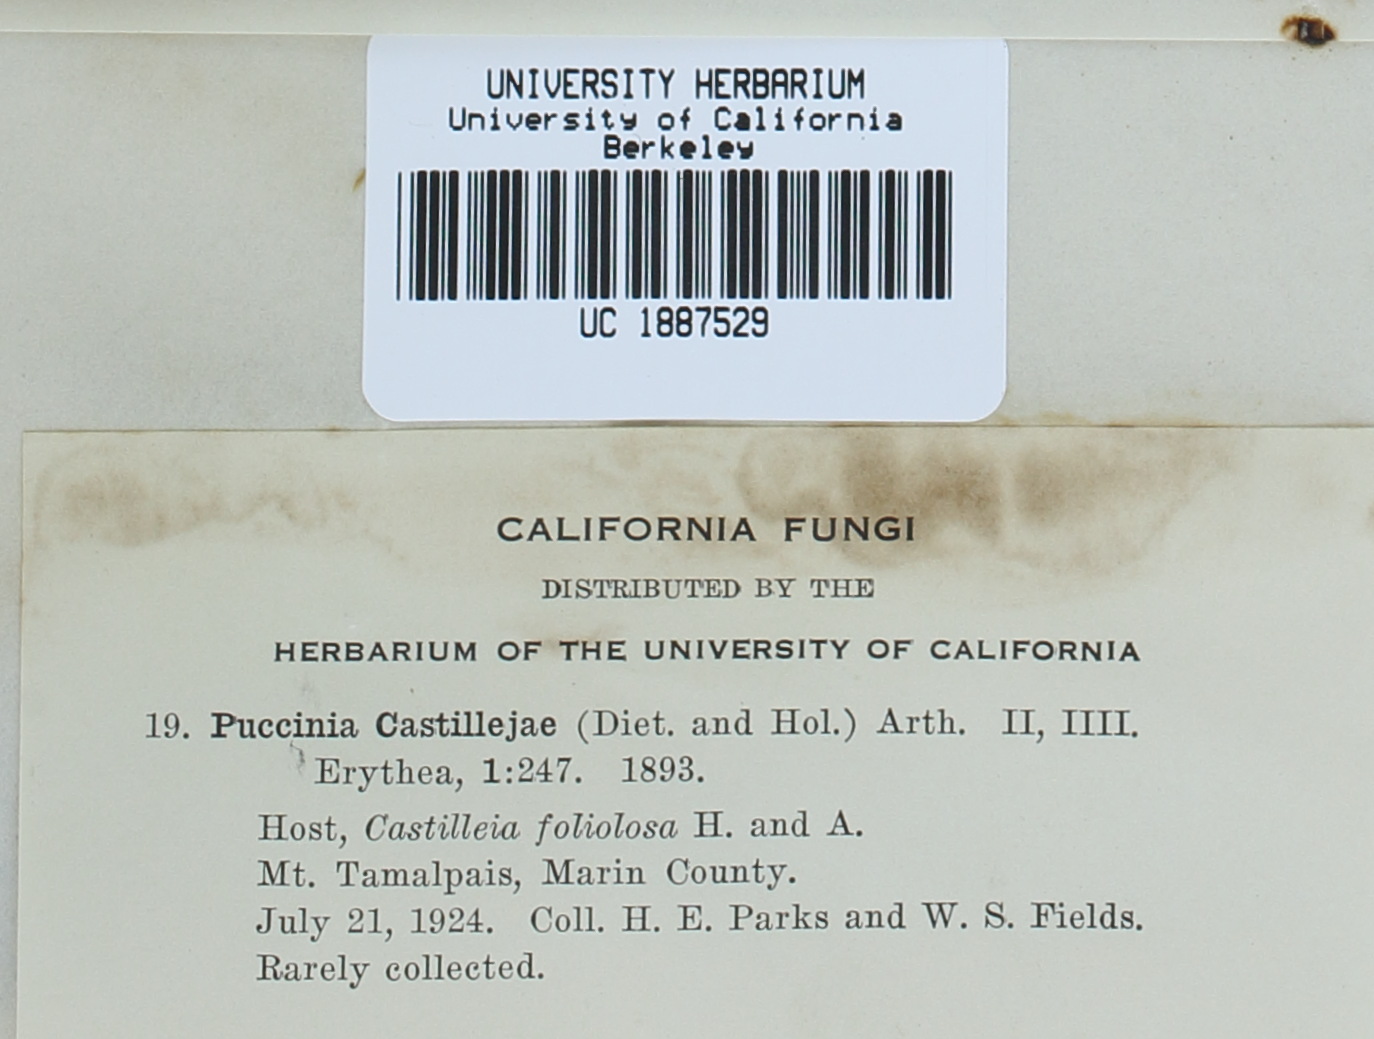 UNIVERSITY HERBARIUM
University of California
Berkeley
UC 1887529
CALIFORNIA FUNGI
DISTRIBUTED BY THE
HERBARIUM OF THE UNIVERSITY OF CALIFORNIA
19. Puccinia Castillejae (Diet. and Hol.) Arth. II, IIII.
Erythea, 1:247. 1893.
Host, Castilleia foliolosa H. and A.
Mt. Tamalpais, Marin County.
July 21, 1924. Coll. H. E. Parks and W. S. Fields.
Rarely collected.